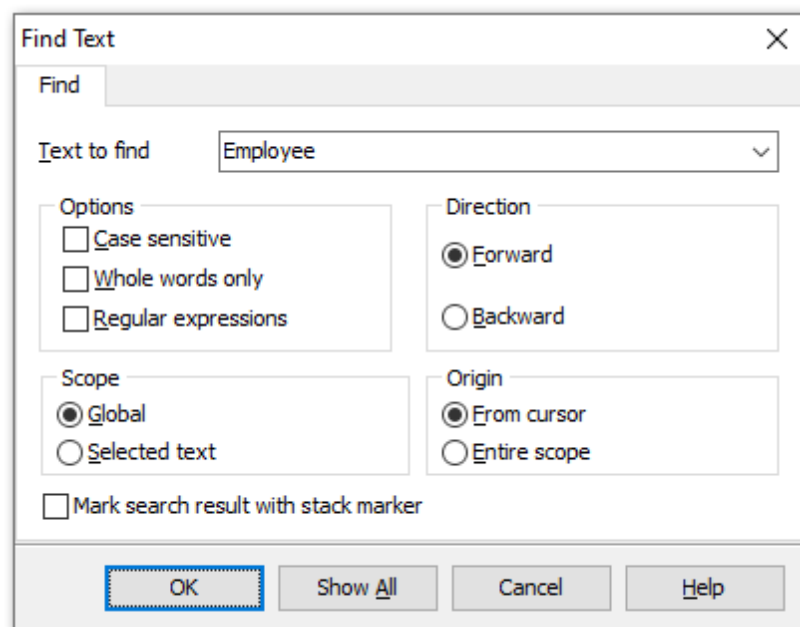 Find Text
Find
Text to find Employee
Options
Case sensitive
Whole words only
Regular expressions
Direction
Forward
Backward
Scope
Global
Selected text
Origin
From cursor
Entire scope
Mark search result with stack marker
OK Show All Cancel Help